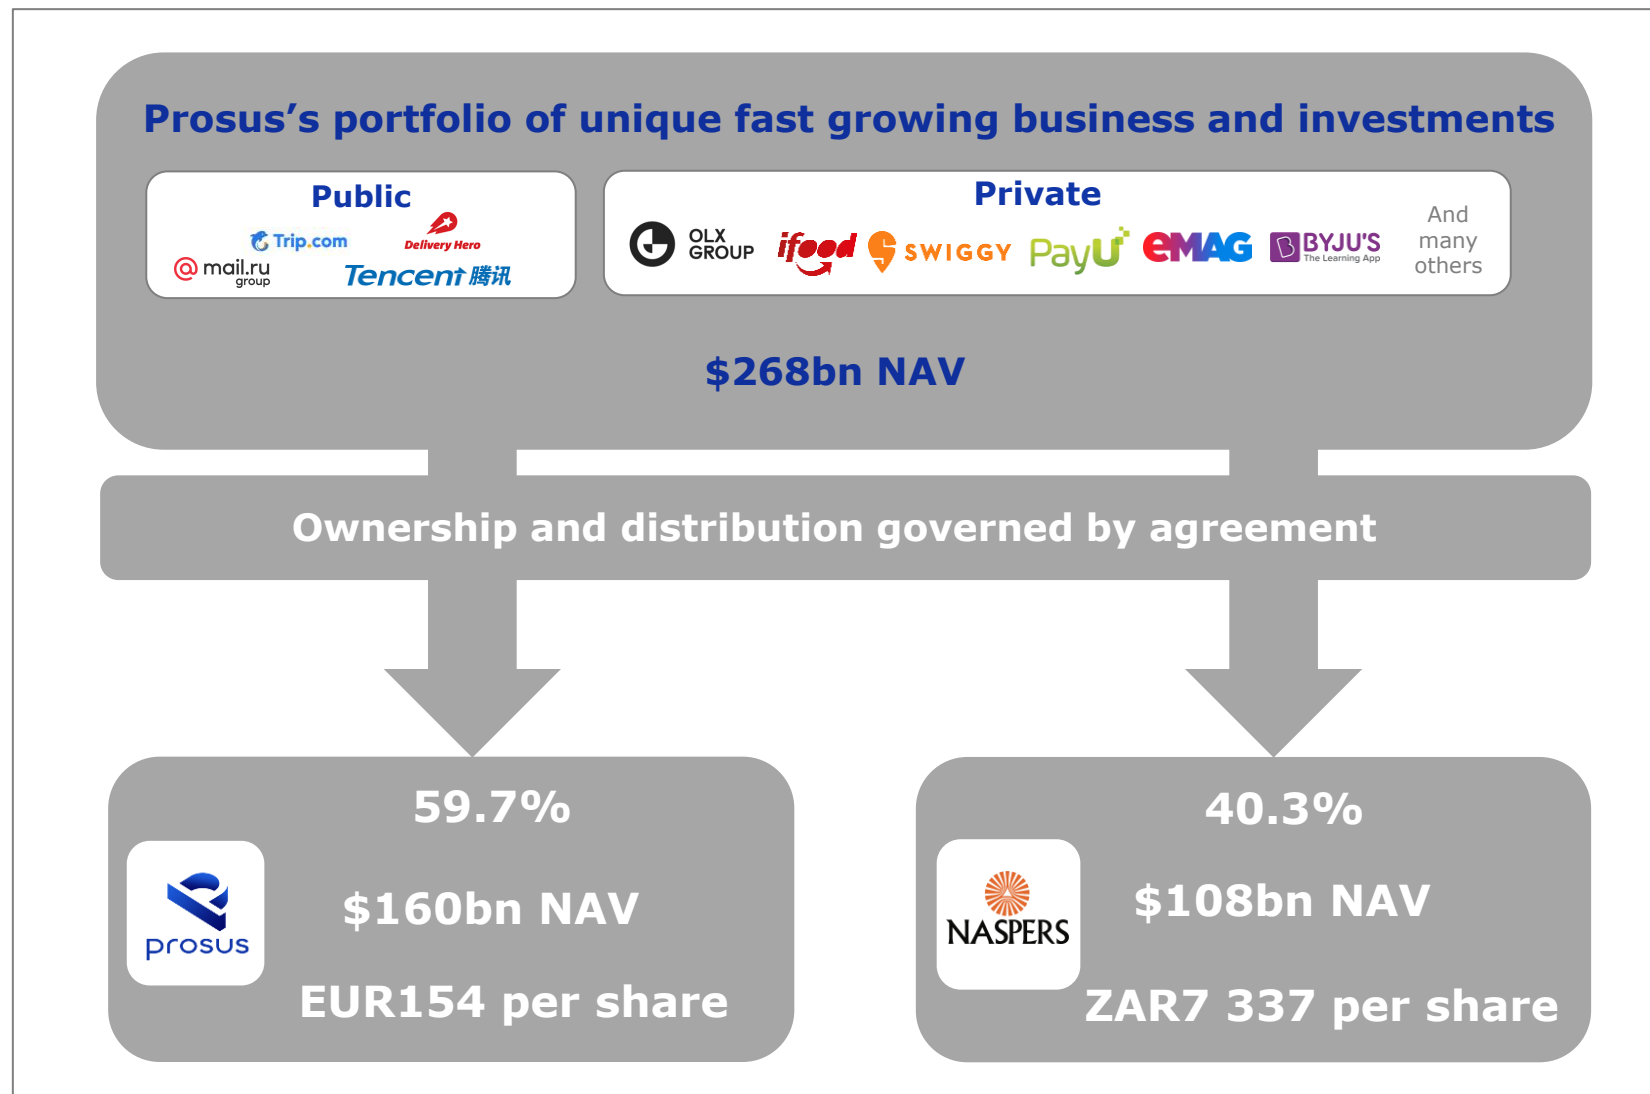 Prosus’s portfolio of unique fast growing business and investments
Public
Trip.com
Delivery Hero
@mail.ru
group
Tencent 腾讯
Private
OLX
GROUP
ifood
SWIGGY
PayU
eMAG
B BYJU'S
The Learning App
And
many
others
$268bn NAV
Ownership and distribution governed by agreement
59.7%
$160bn NAV
prosus
EUR154 per share
40.3%
$108bn NAV
NASPERS
ZAR7 337 per share